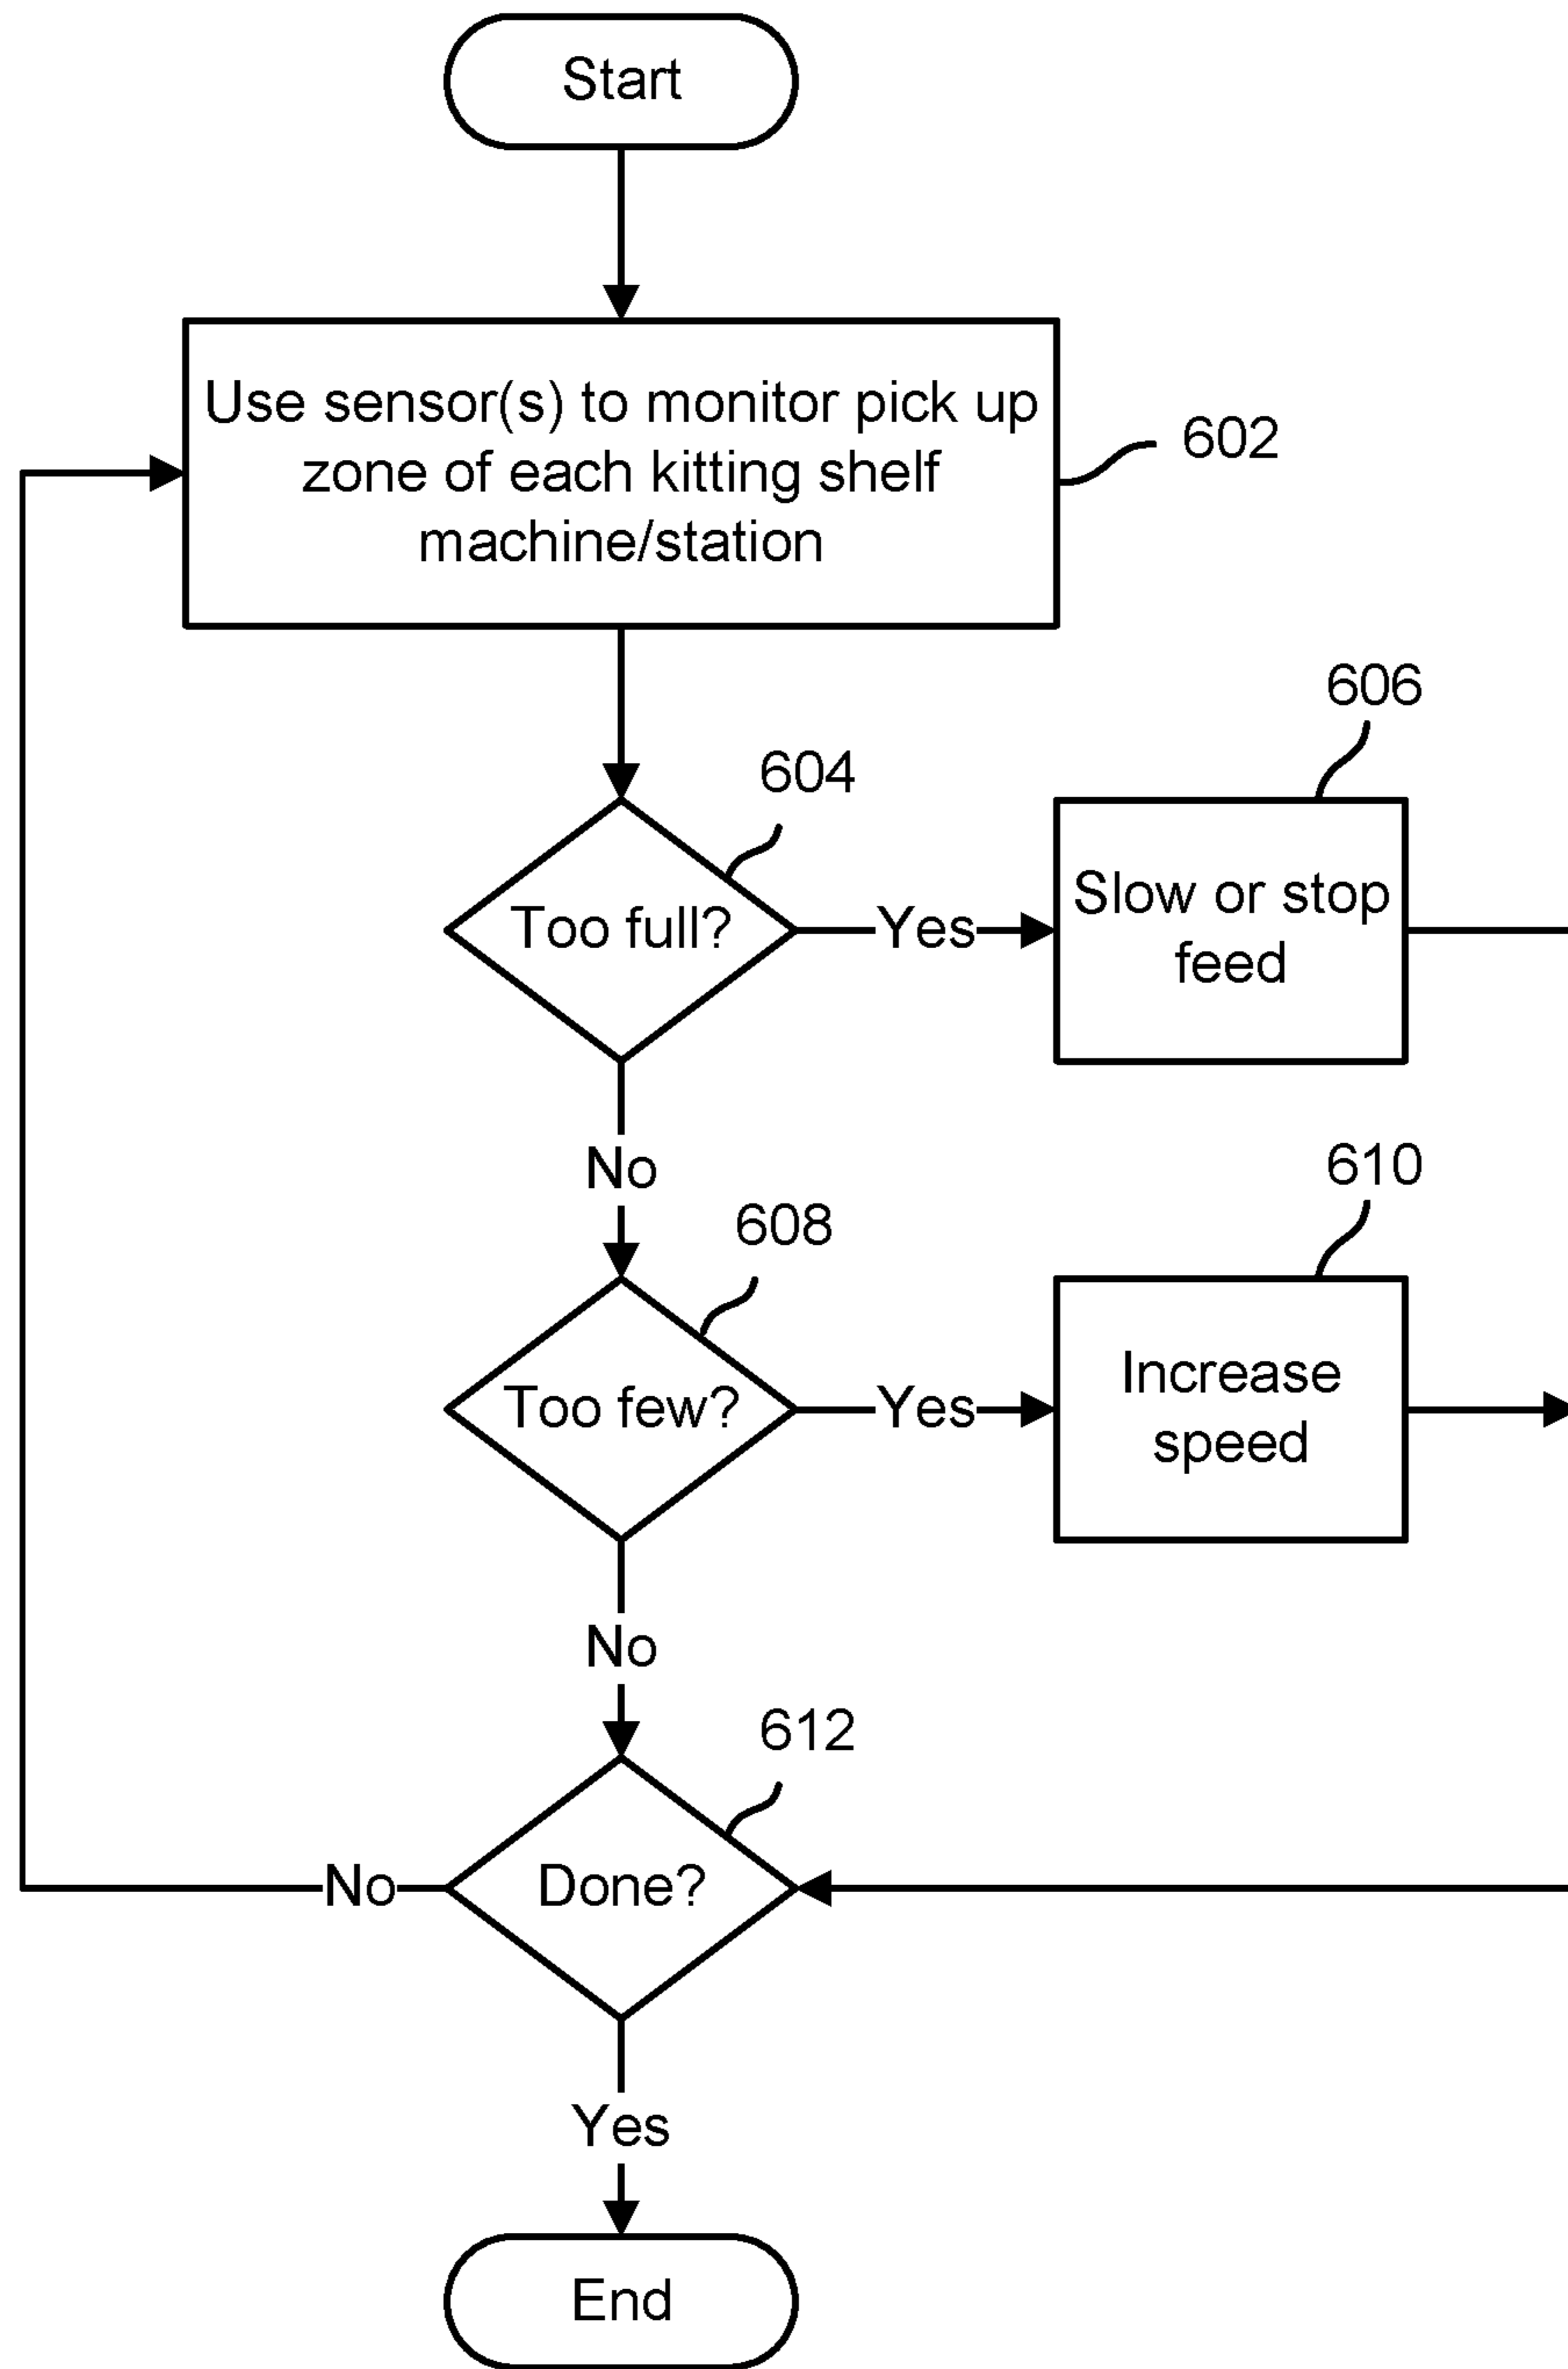 Start
Use sensor(s) to monitor pick up
zone of each kitting shelf
machine/station
602
604
606
Too full?
Yes
Slow or stop
feed
No
608
610
Too few?
Yes
Increase
speed
No
612
Done?
No
Yes
End